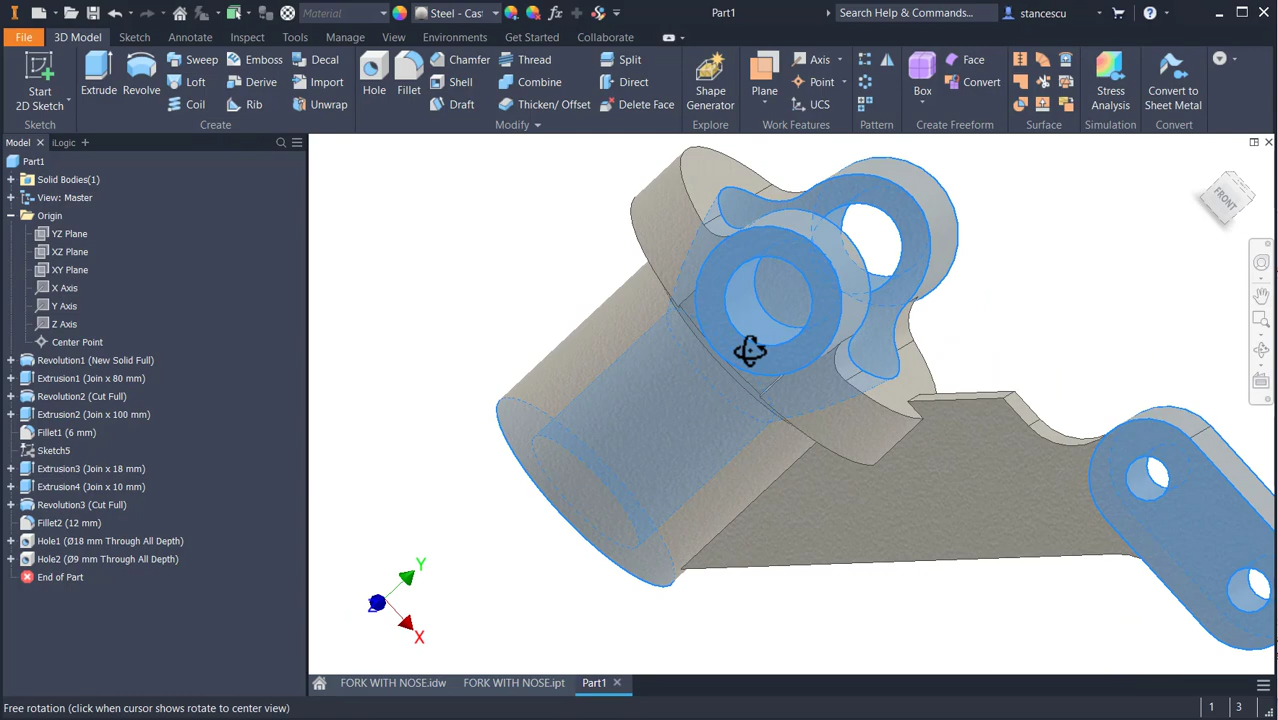 Material
Steel - Cas
Part1
Search Help & Commands...
stancescu
File
3D Model
Sketch
Annotate
Inspect
Tools
Manage
View
Environments
Get Started
Collaborate
Start
2D Sketch
Extrude
Revolve
Sweep
Loft
Coil
Emboss
Derive
Rib
Decal
Import
Unwrap
Hole
Fillet
Chamfer
Shell
Draft
Thread
Combine
Thicken/ Offset
Split
Direct
Delete Face
Shape
Generator
Plane
Axis
Point
UCS
Box
Face
Convert
Stress
Analysis
Convert to
Sheet Metal
Sketch
Create
Modify
Explore
Work Features
Pattern
Create Freeform
Surface
Simulation
Convert
Model
iLogic
Part1
Solid Bodies(1)
View: Master
Origin
YZ Plane
XZ Plane
XY Plane
X Axis
Y Axis
Z Axis
Center Point
Revolution1 (New Solid Full)
Extrusion1 (Join x 80 mm)
Revolution2 (Cut Full)
Extrusion2 (Join x 100 mm)
Fillet1 (6 mm)
Sketch5
Extrusion3 (Join x 18 mm)
Extrusion4 (Join x 10 mm)
Revolution3 (Cut Full)
Fillet2 (12 mm)
Hole1 (Ø18 mm Through All Depth)
Hole2 (Ø9 mm Through All Depth)
End of Part
FRONT
Y
Z
X
FORK WITH NOSE.idw
FORK WITH NOSE.ipt
Part1
Free rotation (click when cursor shows rotate to center view)
1
3